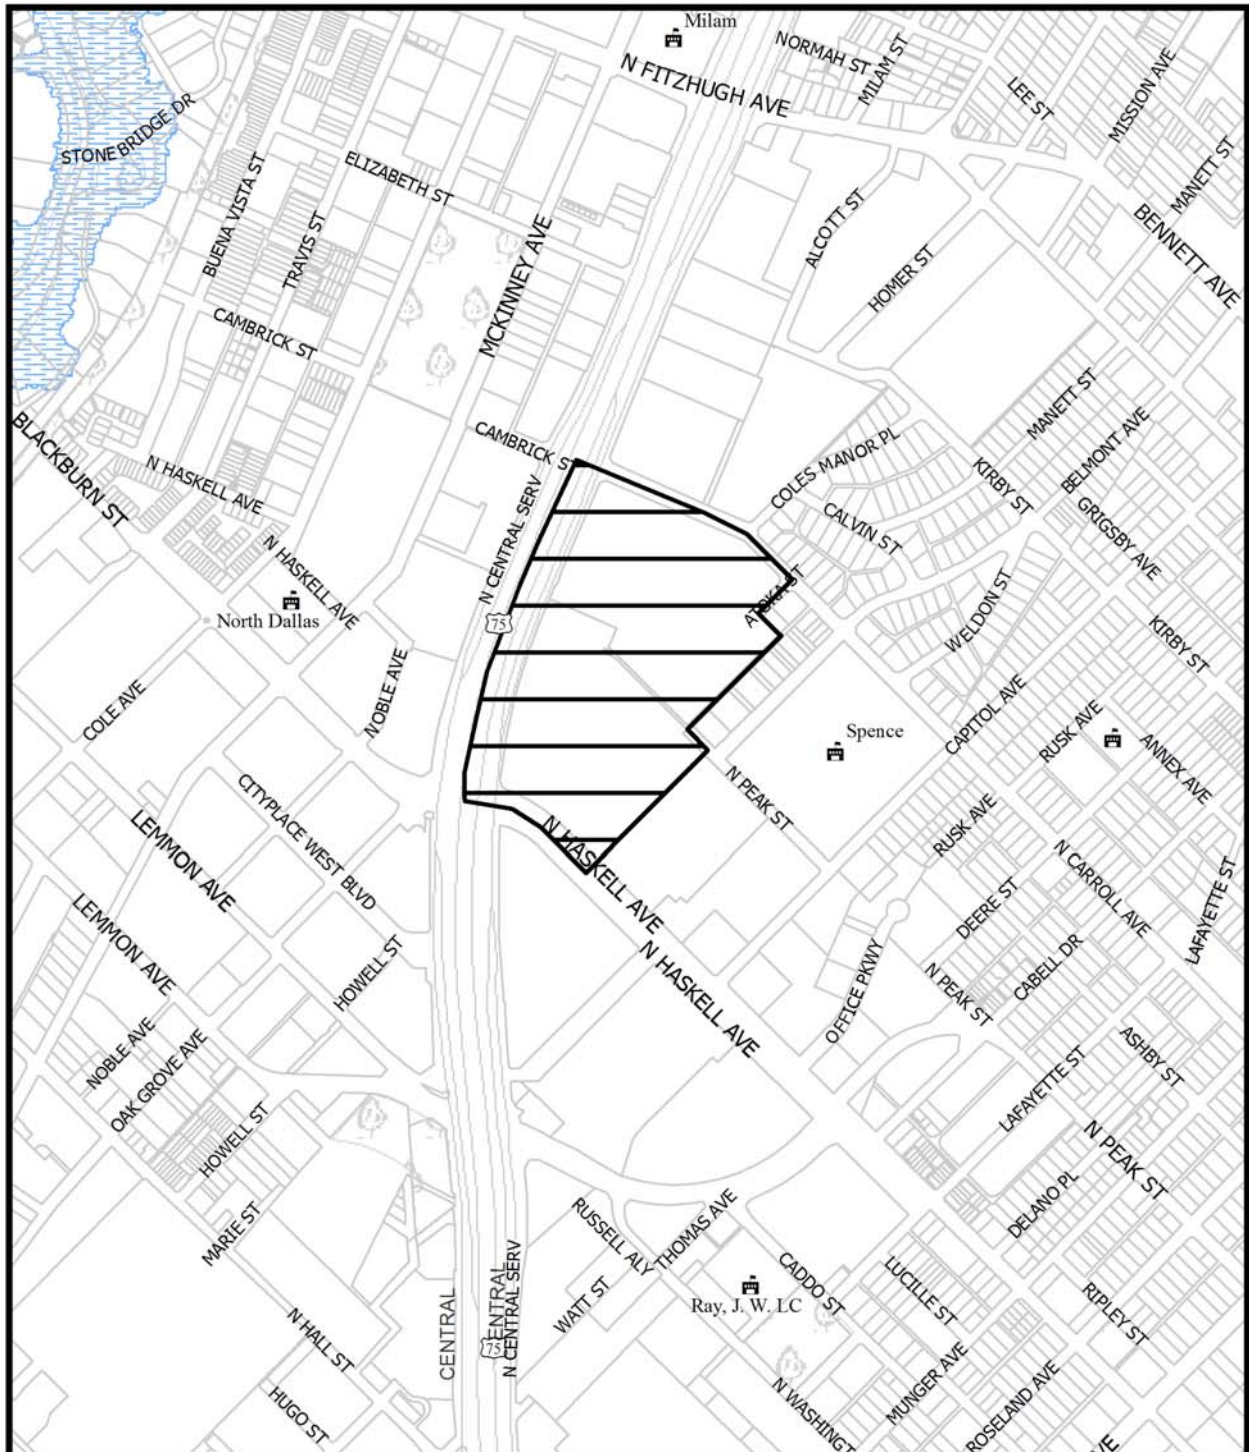 Milam
NORMAH ST
MILAM ST
N FITZHUGH AVE
LEE ST
MISSION AVE
STONEBRIDGE DR
MANETT ST
BUENA VISTA ST
ELIZABETH ST
TRAVIS ST
ALCOTT ST
BENNETT AVE
HOMER ST
MCKINNEY AVE
CAMBRICK ST
MANETT ST
BLACKBURN ST
CAMBRICK ST
COLES MANOR PL
BELMONT AVE
N HASKELL AVE
KIRBY ST
N CENTRAL SERV
CALVIN ST
GRIGSBY AVE
N HASKELL AVE
ATOKA ST
WELDON ST
North Dallas
75
KIRBY ST
NOBLE AVE
COLE AVE
CAPITOL AVE
Spence
RUSK AVE
ANNEX AVE
N PEAK ST
CITYPLACE WEST BLVD
LEMMON AVE
N HASKELL AVE
RUSK AVE
N CARROLL AVE
LAFAYETTE ST
LEMMON AVE
DEERE ST
HOWELL ST
N HASKELL AVE
OFFICE PKWY
N PEAK ST
CABELL DR
NOBLE AVE
OAK GROVE AVE
ASHBY ST
LAFAYETTE ST
HOWELL ST
N PEAK ST
MARIE ST
DELANO PL
RUSSELL ALY
THOMAS AVE
CENTRAL
CENTRAL
N CENTRAL SERV
75
WATT ST
Ray, J. W. LC
CADDO ST
LUCILLE ST
RIPLEY ST
N HALL ST
HUGO ST
N WASHINGT
MUNGER AVE
ROSELAND AVE
VE